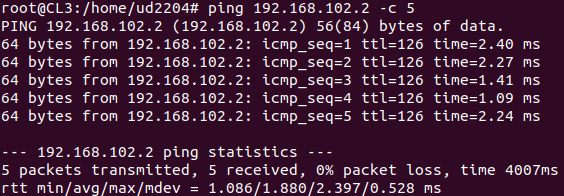 root@CL3:/home/ud2204# ping 192.168.102.2 -c 5
PING 192.168.102.2 (192.168.102.2) 56(84) bytes of data.
64 bytes from 192.168.102.2: icmp_seq=1 ttl=126 time=2.40 ms
64 bytes from 192.168.102.2: icmp_seq=2 ttl=126 time=2.27 ms
64 bytes from 192.168.102.2: icmp_seq=3 ttl=126 time=1.41 ms
64 bytes from 192.168.102.2: icmp_seq=4 ttl=126 time=1.09 ms
64 bytes from 192.168.102.2: icmp_seq=5 ttl=126 time=2.24 ms

--- 192.168.102.2 ping statistics ---
5 packets transmitted, 5 received, 0% packet loss, time 4007ms
rtt min/avg/max/mdev = 1.086/1.880/2.397/0.528 ms